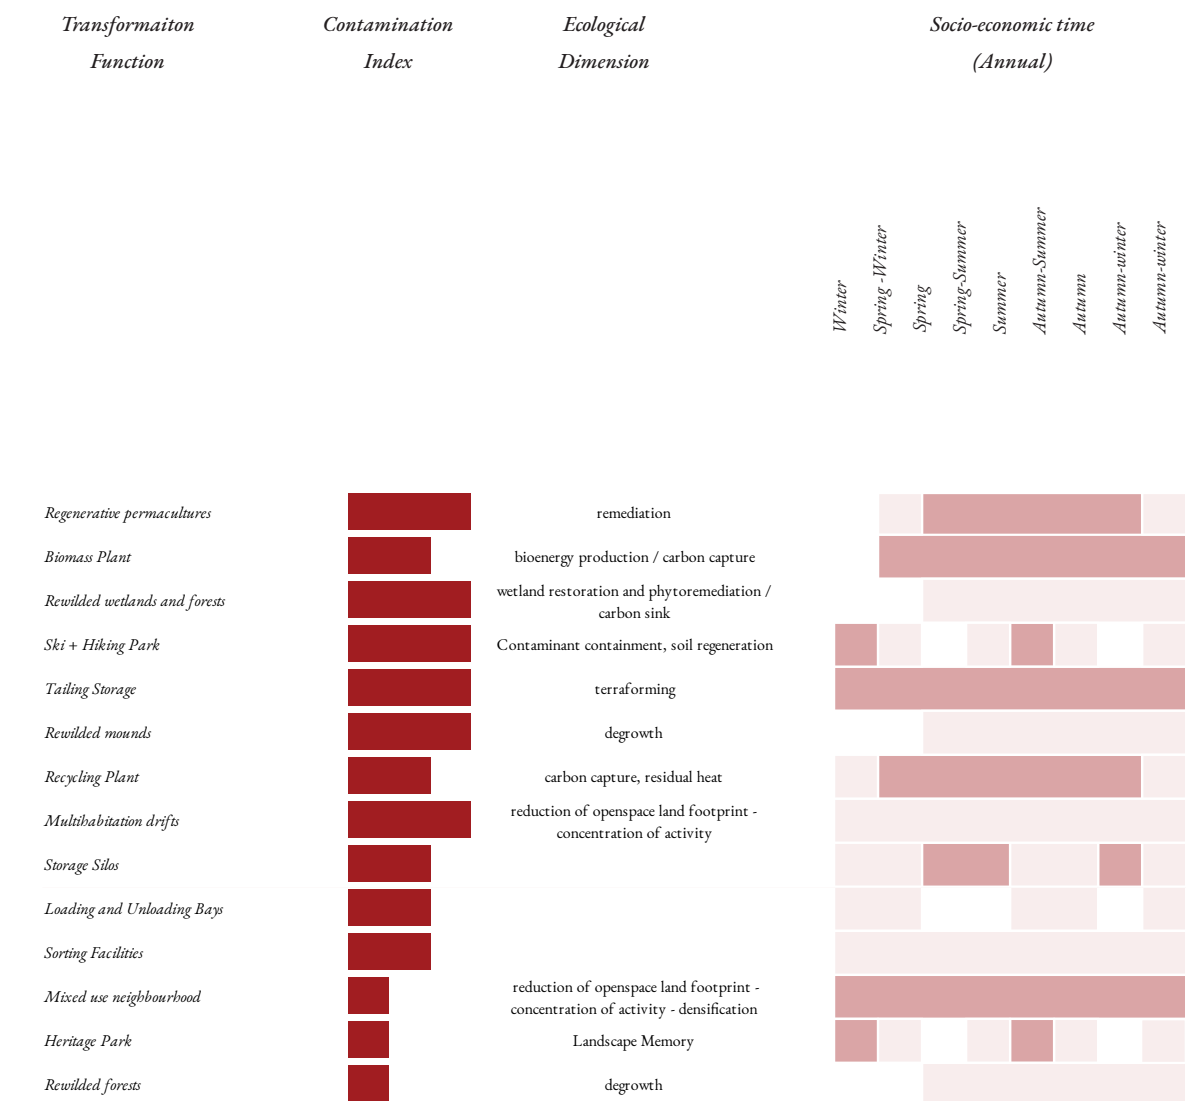 Transformaiton
Function
Contamination
Index
Ecological
Dimension
Socio-economic time
(Annual)
Winter
Spring -Winter
Spring
Spring-Summer
Summer
Autumn-Summer
Autumn
Autumn-winter
Autumn-winter
Regenerative permacultures
remediation
Biomass Plant
bioenergy production / carbon capture
Rewilded wetlands and forests
wetland restoration and phytoremediation /
carbon sink
Ski + Hiking Park
Contaminant containment, soil regeneration
Tailing Storage
terraforming
Rewilded mounds
degrowth
Recycling Plant
carbon capture, residual heat
Multihabitation drifts
reduction of openspace land footprint -
concentration of activity
Storage Silos
Loading and Unloading Bays
Sorting Facilities
Mixed use neighbourhood
reduction of openspace land footprint -
concentration of activity - densification
Heritage Park
Landscape Memory
Rewilded forests
degrowth